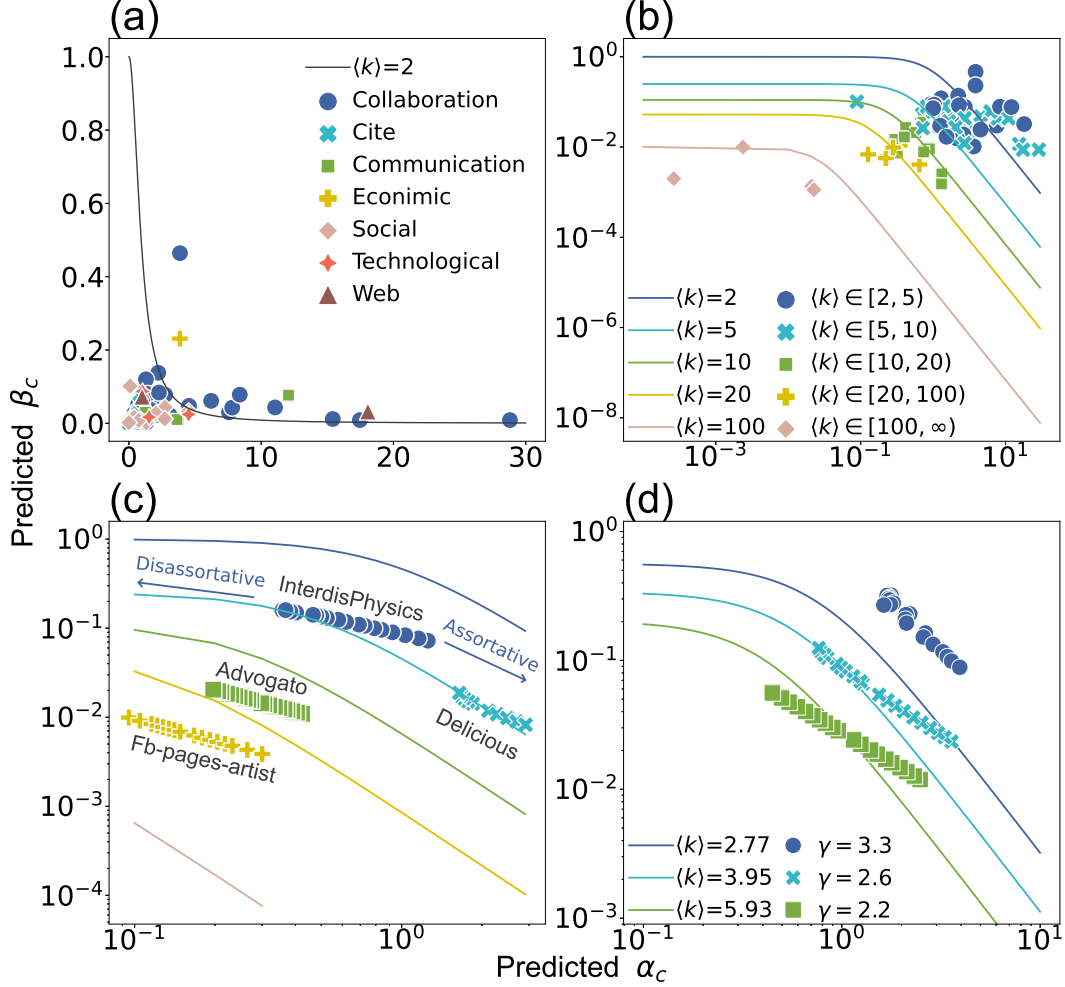 (a)
1.0
0.8
0.6
0.4
0.2
0.0
0
10
20
30
⟨k⟩=2
Collaboration
Cite
Communication
Econimic
Social
Technological
Web
(b)
10⁰
10⁻²
10⁻⁴
10⁻⁶
10⁻⁸
10⁻³
10⁻¹
10¹
⟨k⟩=2
⟨k⟩=5
⟨k⟩=10
⟨k⟩=20
⟨k⟩=100
⟨k⟩ ∈ [2, 5)
⟨k⟩ ∈ [5, 10)
⟨k⟩ ∈ [10, 20)
⟨k⟩ ∈ [20, 100)
⟨k⟩ ∈ [100, ∞)
Predicted β_c
(c)
10⁰
10⁻¹
10⁻²
10⁻³
10⁻⁴
10⁻¹
10⁰
Disassortative
InterdisPhysics
Assortative
Advogato
Delicious
Fb-pages-artist
(d)
10⁰
10⁻¹
10⁻²
10⁻³
10⁻¹
10⁰
10¹
⟨k⟩=2.77
⟨k⟩=3.95
⟨k⟩=5.93
γ = 3.3
γ = 2.6
γ = 2.2
Predicted α_c